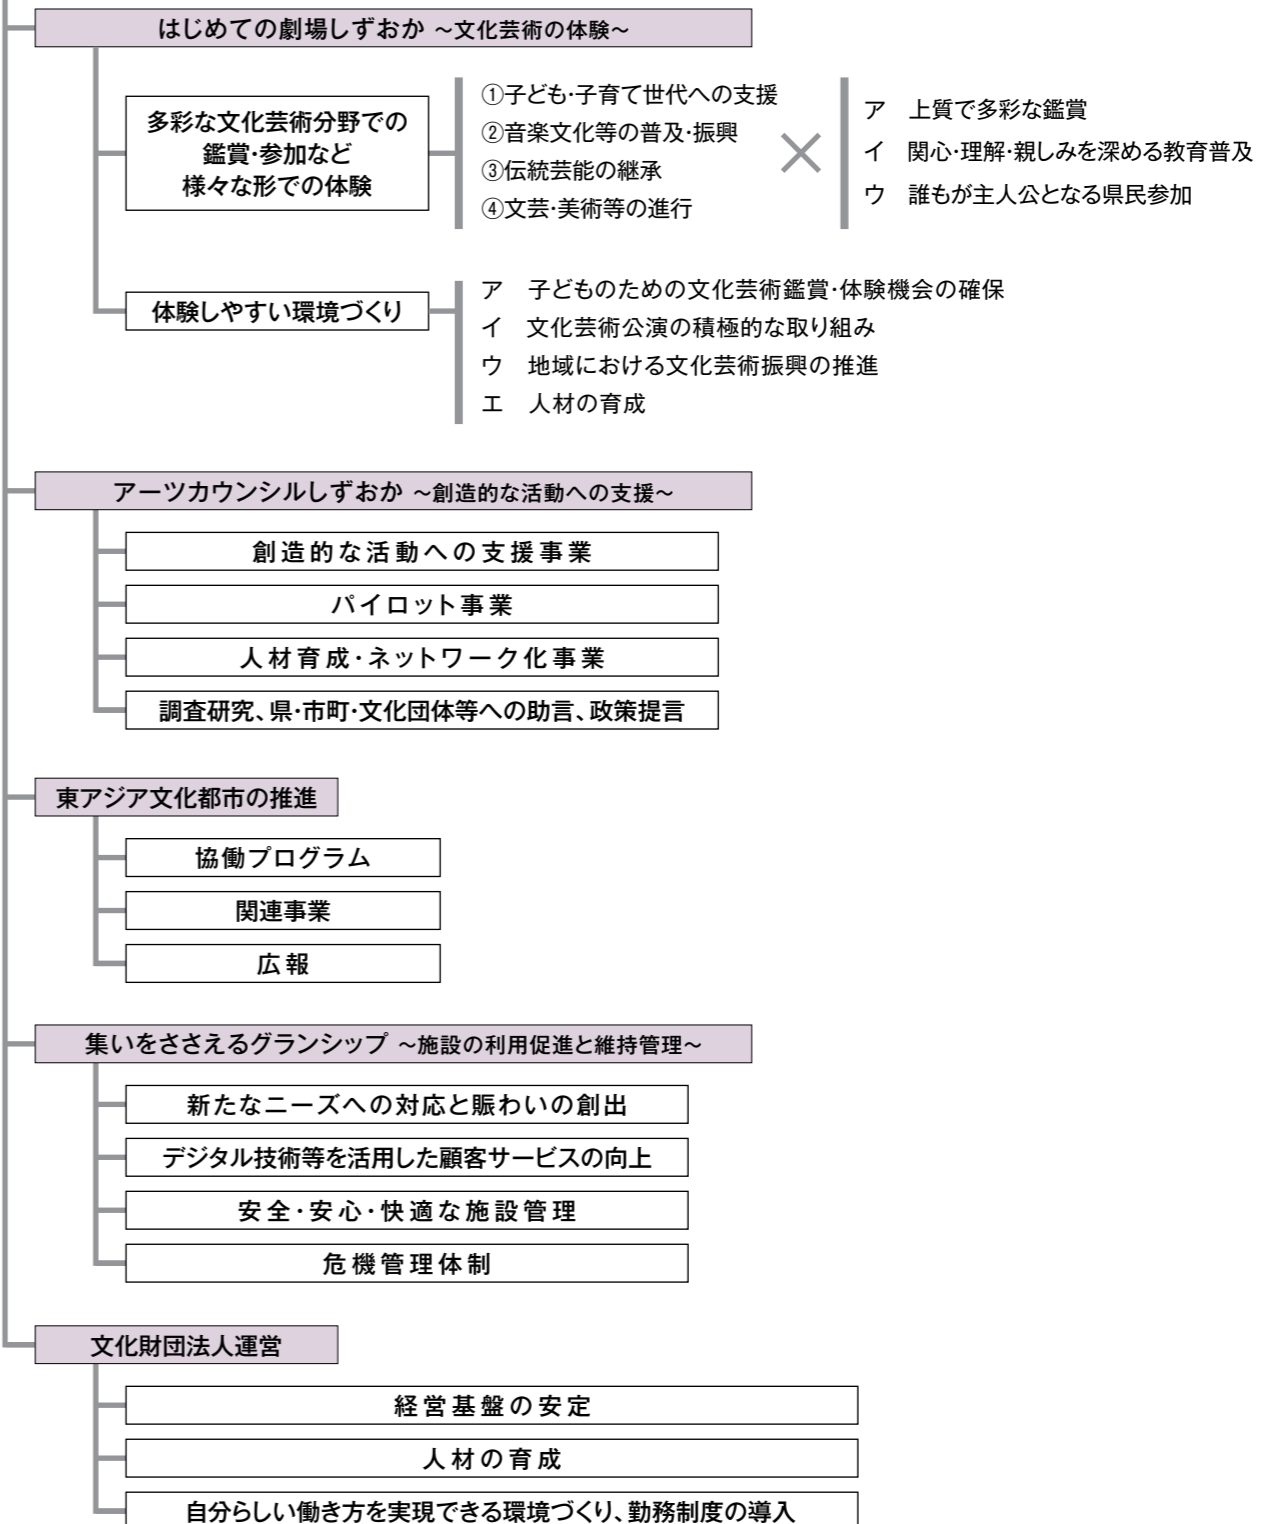 はじめての劇場しずおか ～文化芸術の体験～
多彩な文化芸術分野での
鑑賞・参加など
様々な形での体験
①子ども・子育て世代への支援
②音楽文化等の普及・振興
③伝統芸能の継承
④文芸・美術等の進行
×
ア　上質で多彩な鑑賞
イ　関心・理解・親しみを深める教育普及
ウ　誰もが主人公となる県民参加
体験しやすい環境づくり
ア　子どものための文化芸術鑑賞・体験機会の確保
イ　文化芸術公演の積極的な取り組み
ウ　地域における文化芸術振興の推進
エ　人材の育成
アーツカウンシルしずおか ～創造的な活動への支援～
創造的な活動への支援事業
パイロット事業
人材育成・ネットワーク化事業
調査研究、県・市町・文化団体等への助言、政策提言
東アジア文化都市の推進
協働プログラム
関連事業
広報
集いをささえるグランシップ ～施設の利用促進と維持管理～
新たなニーズへの対応と賑わいの創出
デジタル技術等を活用した顧客サービスの向上
安全・安心・快適な施設管理
危機管理体制
文化財団法人運営
経営基盤の安定
人材の育成
自分らしい働き方を実現できる環境づくり、勤務制度の導入